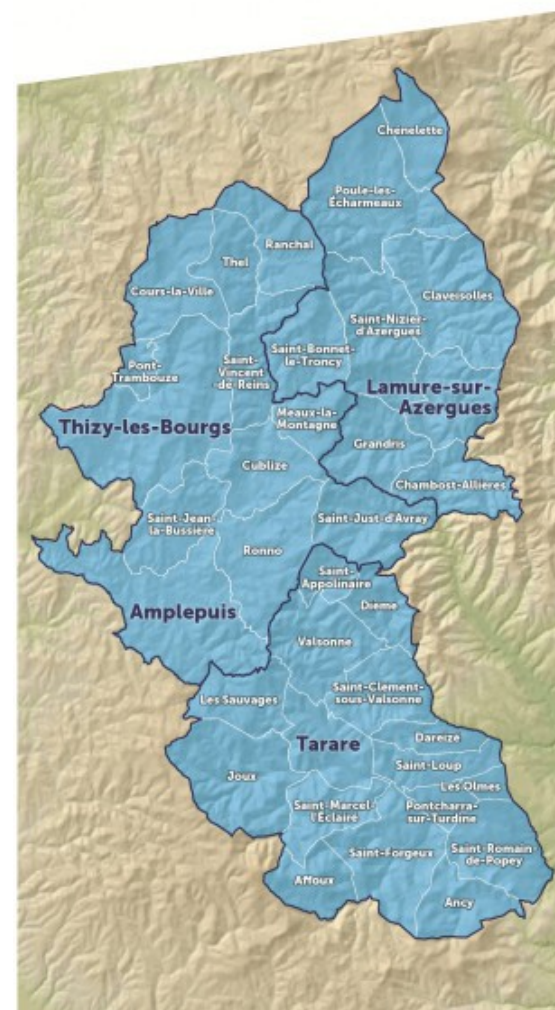 Chenelette
Poule-les-
Écharmeaux
Ranchal
Thel
Cours-la-Ville
Claveisolles
Saint-Nizier-
d'Azergues
Saint-Bonnet-
le-Troncy
Pont-
Trambouze
Saint-
Vincent
de-Reins
Lamure-sur-
Azergues
Meaux-la-
Montagne
Thizy-les-Bourgs
Grandris
Cublize
Chambost-Allières
Saint-Jean-
la-Bussière
Saint-Just-d'Avray
Ronno
Saint-
Appolinaire
Dième
Amplepuis
Valsonne
Saint-Clement-
sous-Valsonne
Les Sauvages
Dareizé
Tarare
Saint-Loup
Joux
Les Olmes
Saint-Marcel-
l'Éclairé
Pontcharra-
sur-Turdine
Saint-Forgeux
Saint-Romain-
de-Popey
Affoux
Ancy